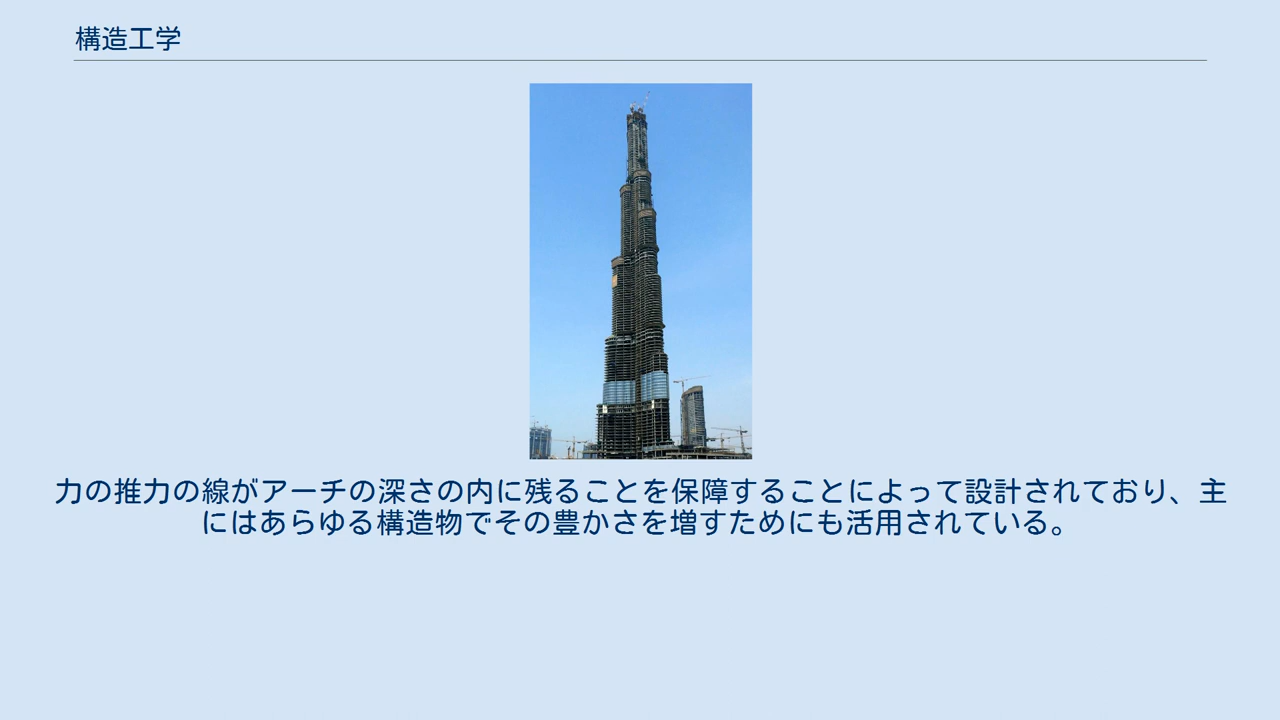 構造工学
力の推力の線がアーチの深さの内に残ることを保障することによって設計されており、主
にはあらゆる構造物でその豊かさを増すためにも活用されている。